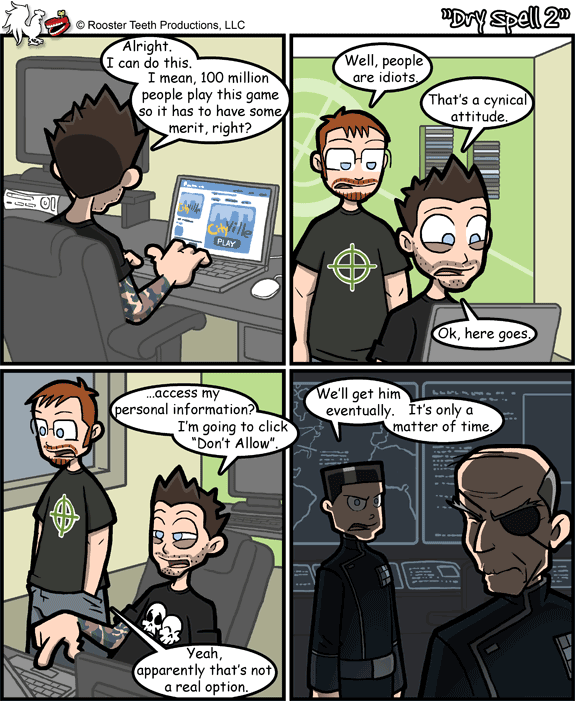 © Rooster Teeth Productions, LLC
"Dry Spell 2"
Alright.
I can do this.
I mean, 100 million
people play this game
so it has to have some
merit, right?
PLAY
Well, people
are idiots.
That's a cynical
attitude.
Ok, here goes.
...access my
personal information?
I'm going to click
"Don't Allow".
Yeah,
apparently that's not
a real option.
We'll get him
eventually.
It's only a
matter of time.